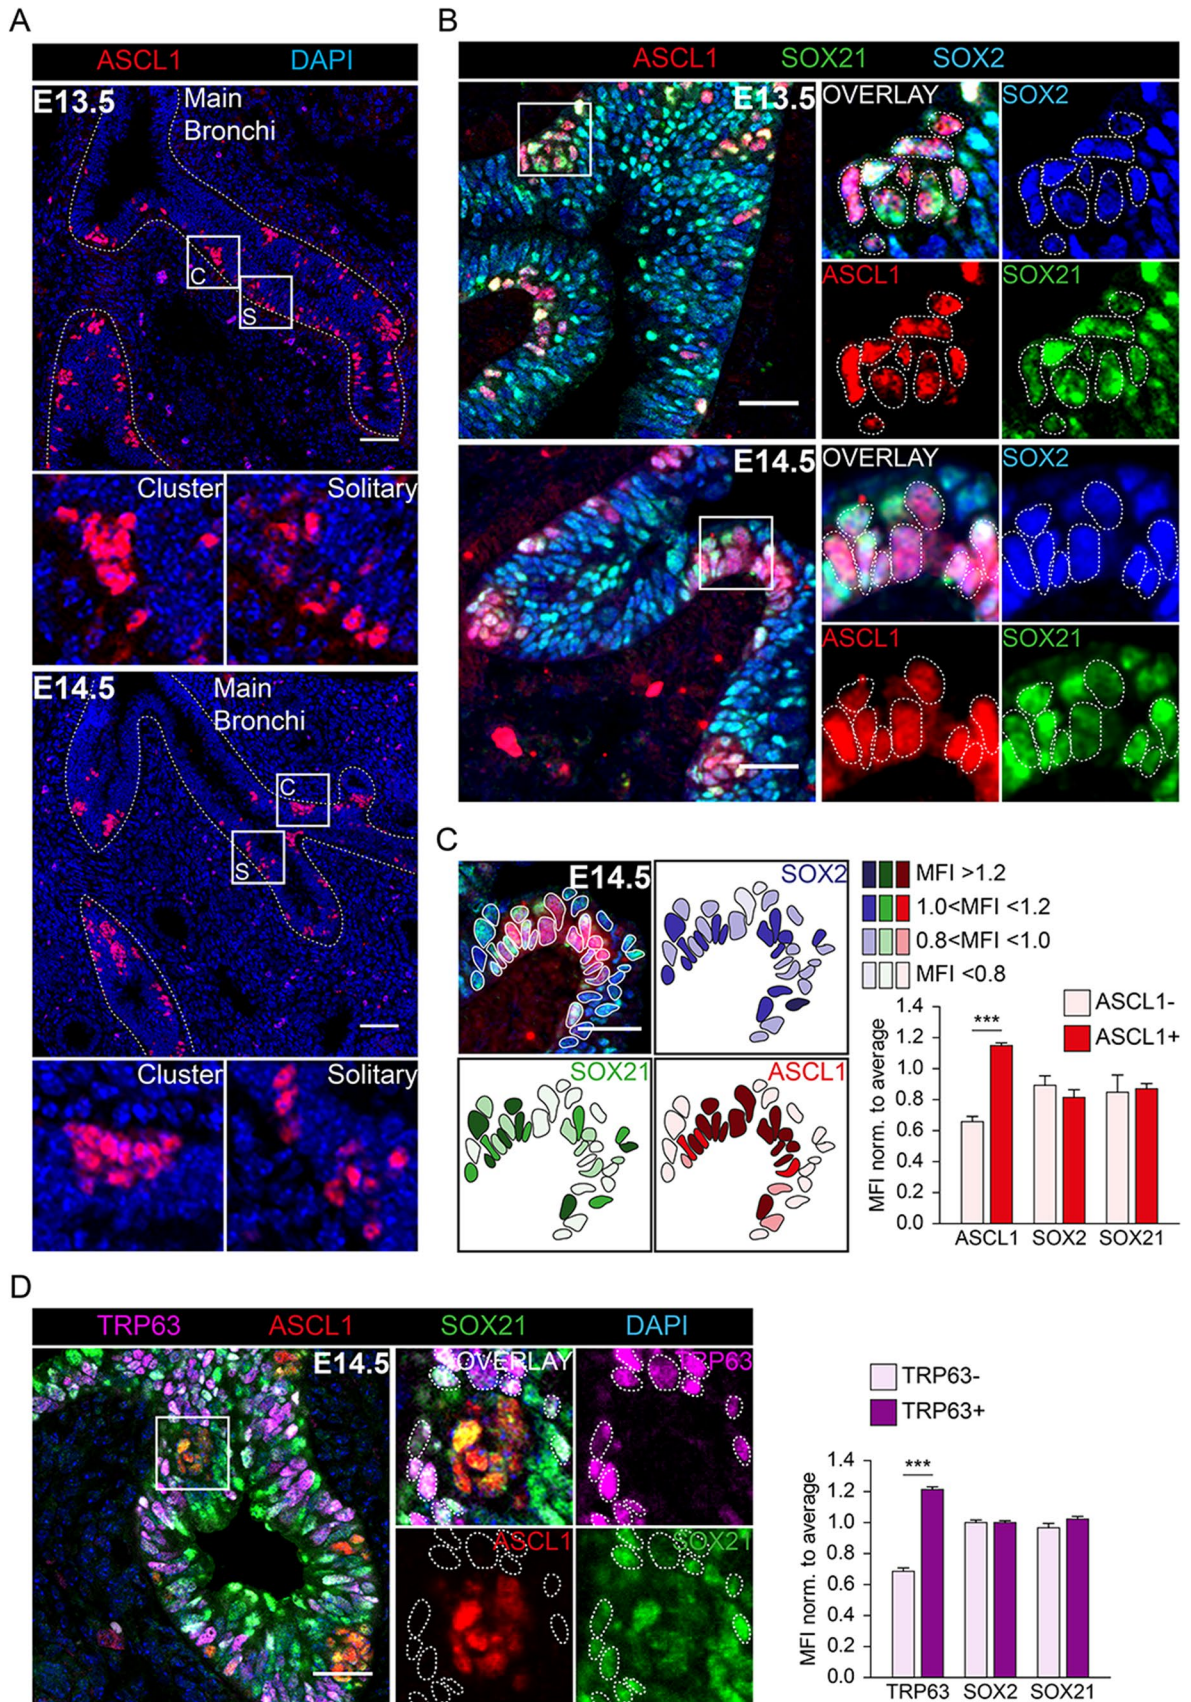 A
ASCL1 DAPI
E13.5 Main
Bronchi
C
S
Cluster Solitary
E14.5 Main
Bronchi
C
S
Cluster Solitary
B
ASCL1 SOX21 SOX2
E13.5 OVERLAY SOX2
ASCL1 SOX21
E14.5 OVERLAY SOX2
ASCL1 SOX21
C
E14.5 SOX2
SOX21 ASCL1
MFI >1.2
1.0<MFI <1.2
0.8<MFI <1.0
MFI <0.8
ASCL1-
ASCL1+
***
MFI norm. to average
1.4
1.2
1.0
0.8
0.6
0.4
0.2
0.0
ASCL1 SOX2 SOX21
D
TRP63 ASCL1 SOX21 DAPI
E14.5 OVERLAY TRP63
ASCL1 SOX21
TRP63-
TRP63+
***
MFI norm. to average
1.4
1.2
1.0
0.8
0.6
0.4
0.2
0.0
TRP63 SOX2 SOX21